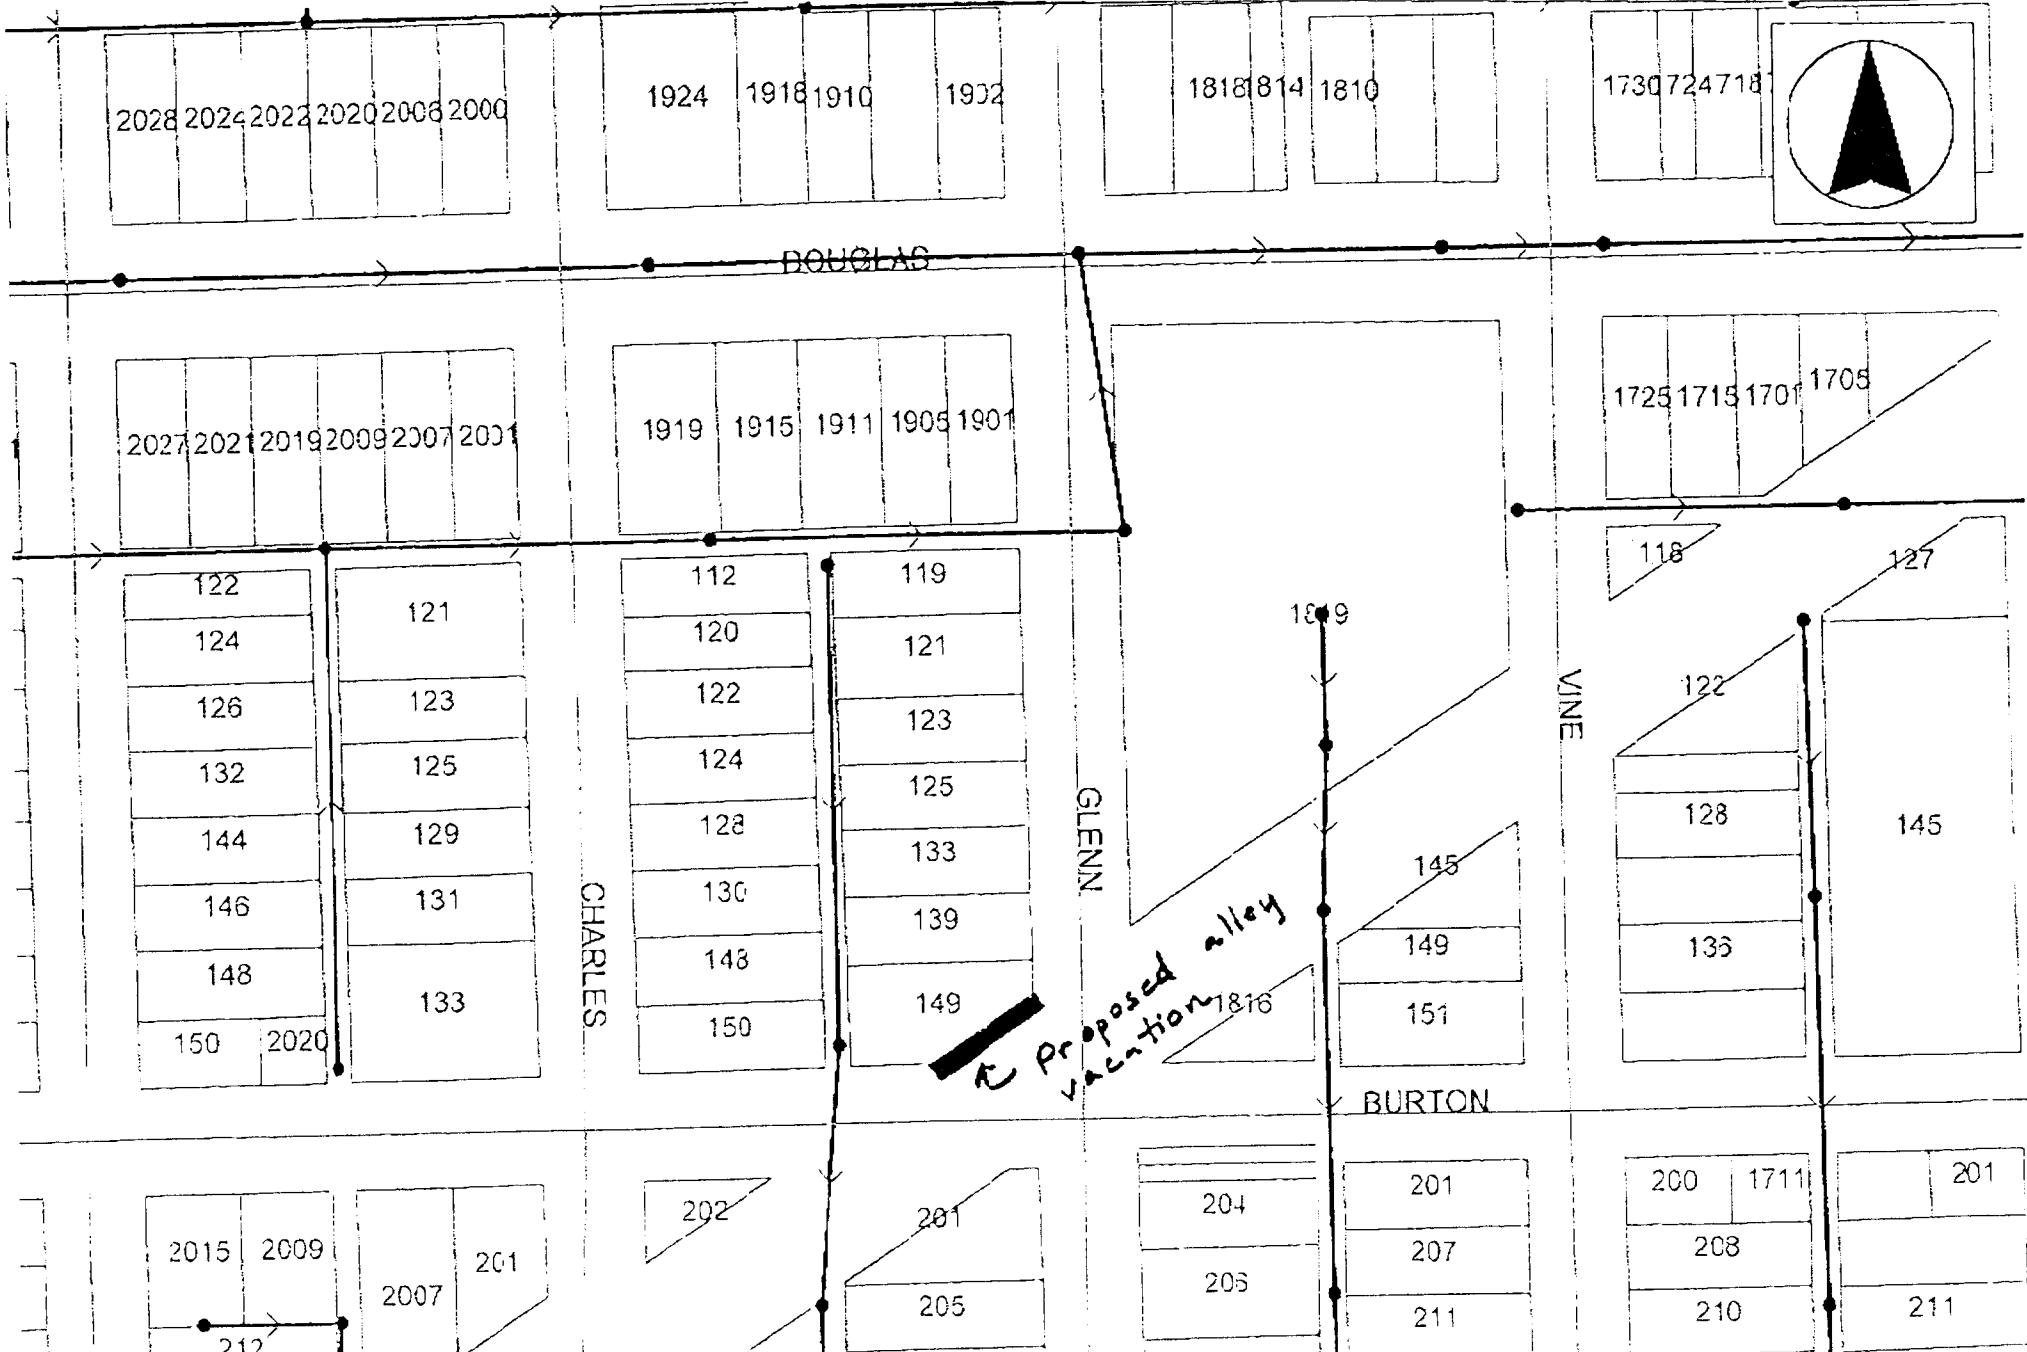 2028 2024 2022 2020 2008 2000 1924 1918 1910 1902 1818 1814 1810 1730 1724 718
DOUGLAS
2027 2021 2019 2009 2007 2001 1919 1915 1911 1905 1901 1725 1715 1701 1705
122 121 112 119 118 127
124 120 121 1819
126 123 122 123 VINE 122
132 125 124 125
144 129 128 133 GLENN 145 128 145
146 131 CHARLES 130 139 149 136
148 133 148 149 1816 151
150 2020 150
proposed alley
vacation
BURTON
2015 2009 2007 201 202 201 204 201 200 1711 201
206 207 208
212 205 211 210 211